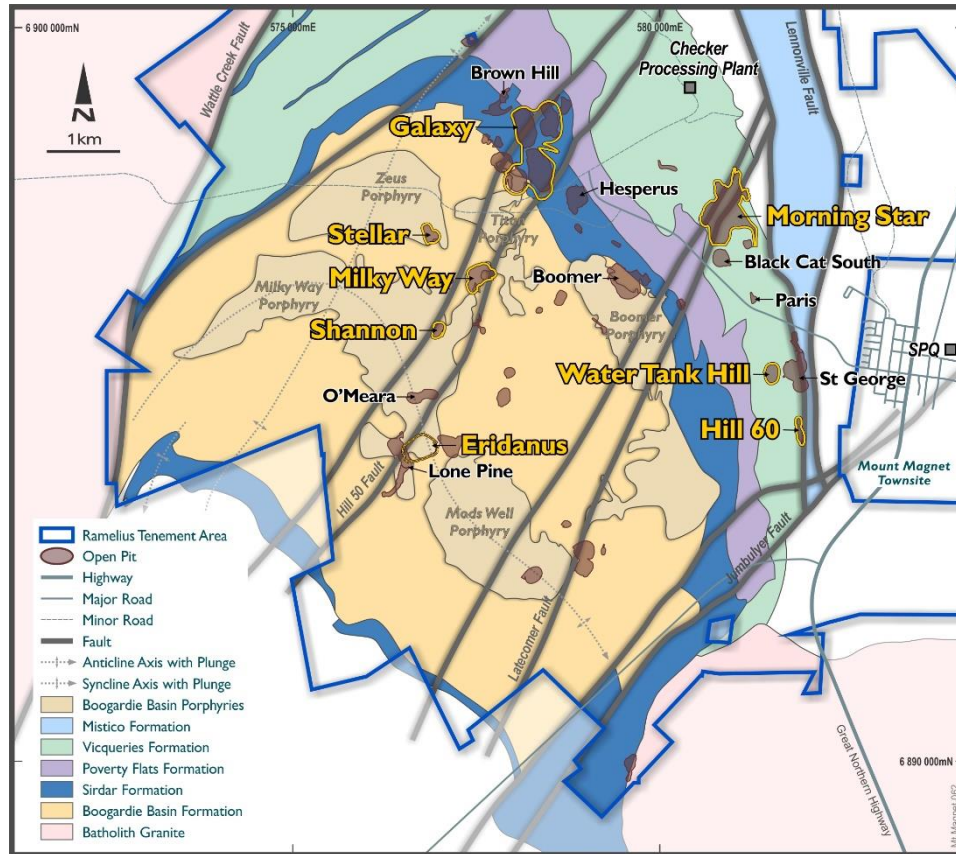 6 900 000mN
575 000mE
580 000mE
Wattle Creek Fault
Lennonville Fault
Checker
Processing Plant
N
1km
Brown Hill
Galaxy
Zeus
Porphyry
Hesperus
Titan
Porphyry
Morning Star
Stellar
Black Cat South
Milky Way
Boomer
Milky Way
Porphyry
Paris
Boomer
Porphyry
Shannon
SPQ
Water Tank Hill
St George
O'Meara
Hill 60
Eridanus
Lone Pine
Hill 50 Fault
Mount Magnet
Townsite
Mads Well
Porphyry
Jumbulyer Fault
Latecomer Fault
Ramelius Tenement Area
Open Pit
Highway
Major Road
Minor Road
Fault
Anticline Axis with Plunge
Syncline Axis with Plunge
Boogardie Basin Porphyries
Mistico Formation
Vicqueries Formation
Poverty Flats Formation
Sirdar Formation
Boogardie Basin Formation
Batholith Granite
6 890 000mN
Great Northern Highway
Mt Magnet 062